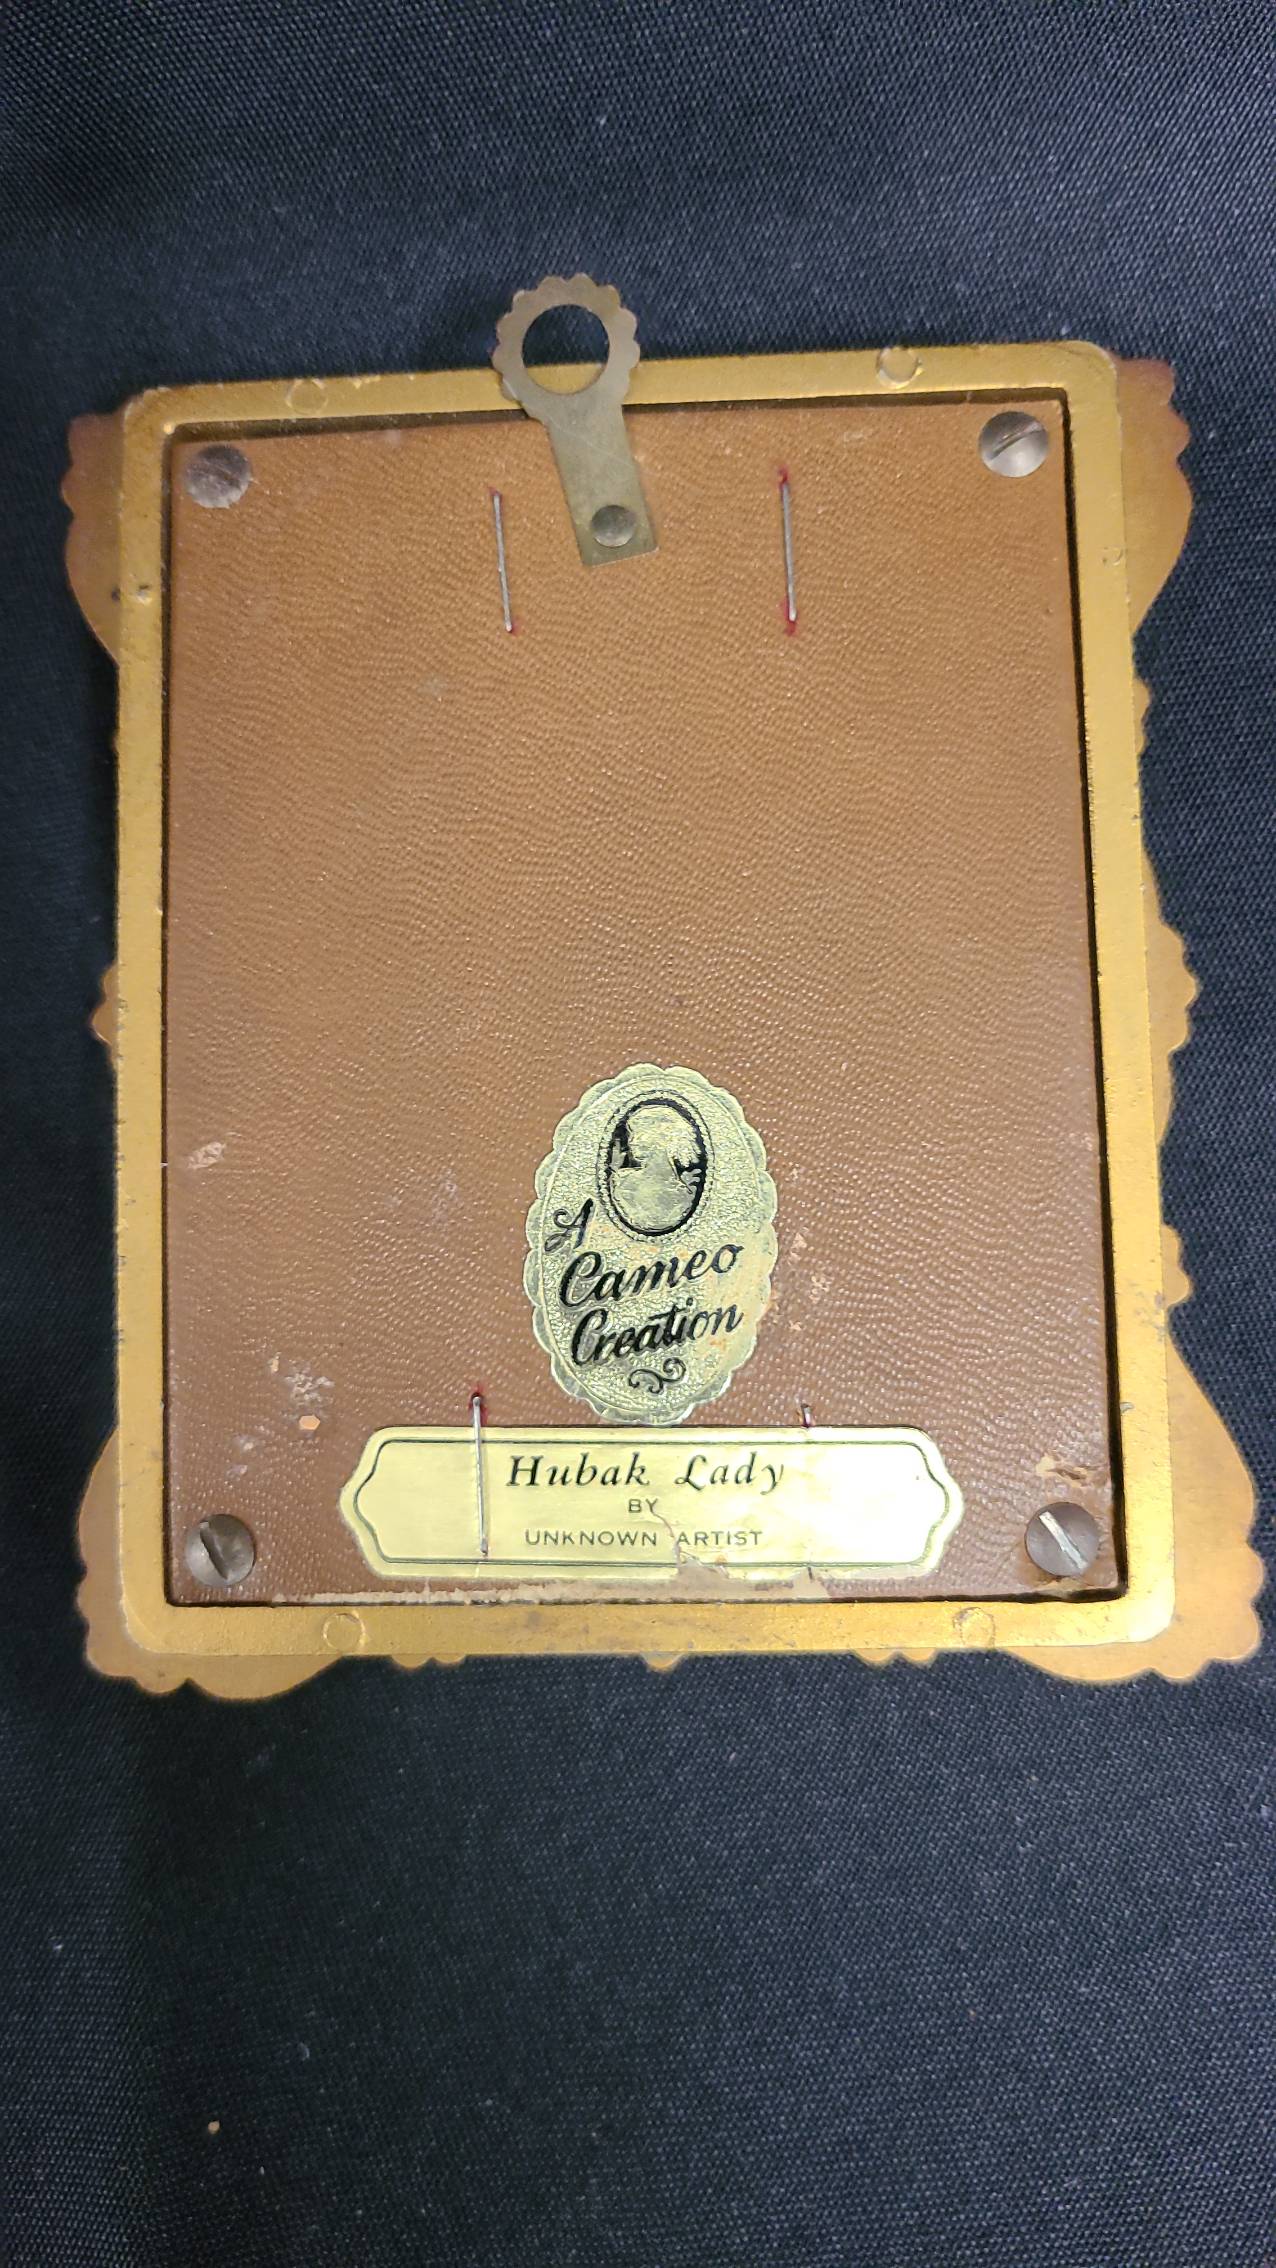 A
Cameo
Creation
Hubak Lady
BY
UNKNOWN ARTIST